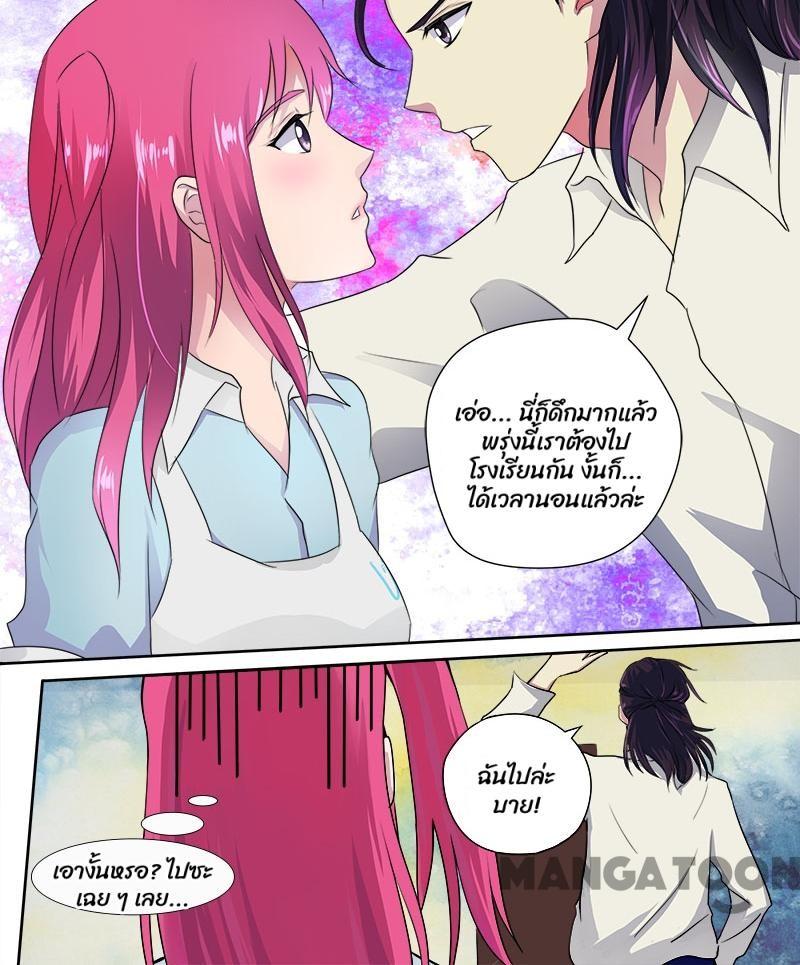 เอ่อ... นี่ก็ดึกมากแล้ว
พรุ่งนี้เราต้องไป
โรงเรียนกัน งั้นก็...
ได้เวลานอนแล้วล่ะ
ฉันไปล่ะ
บาย!
เอางั้นหรอ? ไปซะ
เฉย ๆ เลย...
MANGATOON